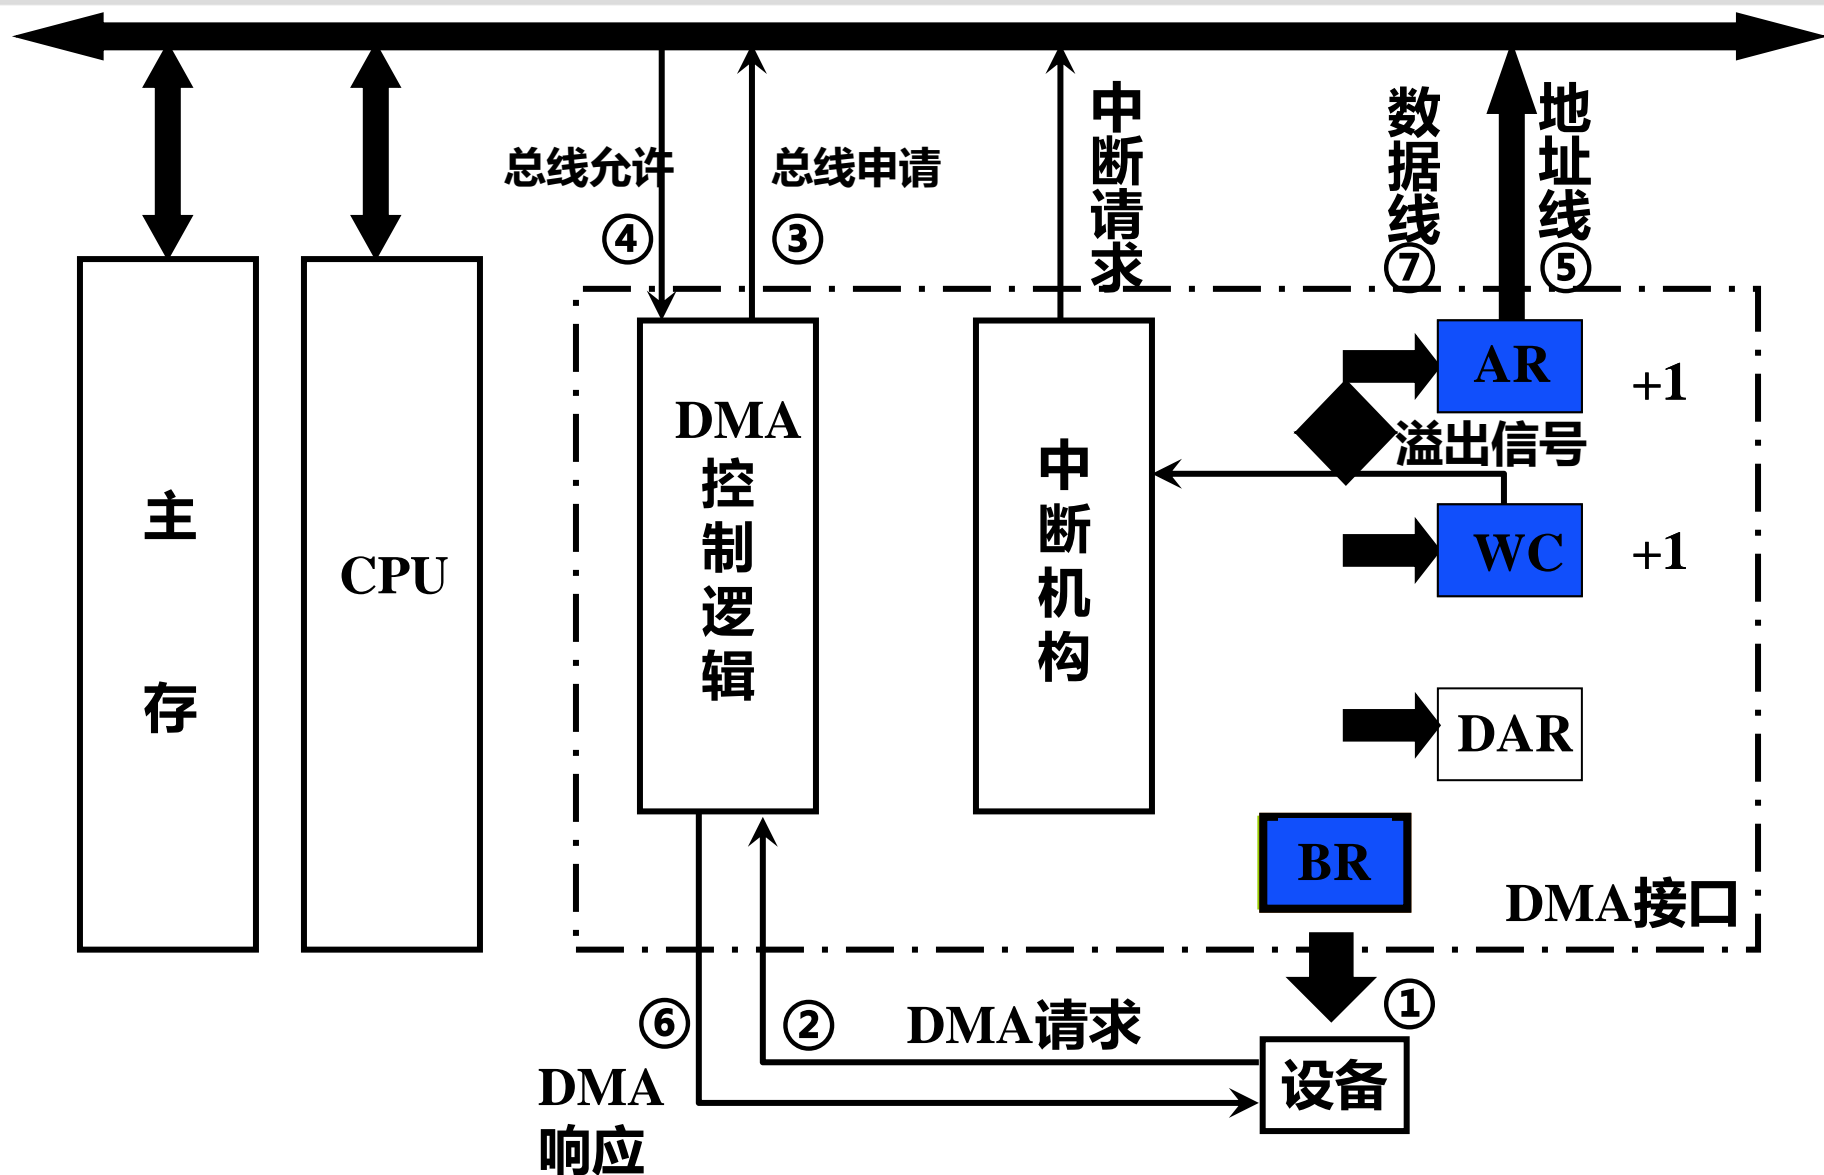 总线允许
④
总线申请
③
中断请求
数据线
⑦
地址线
⑤
主存
CPU
DMA
控制逻辑
中断机构
AR
+1
溢出信号
WC
+1
DAR
BR
DMA接口
⑥
②
DMA请求
①
设备
DMA
响应